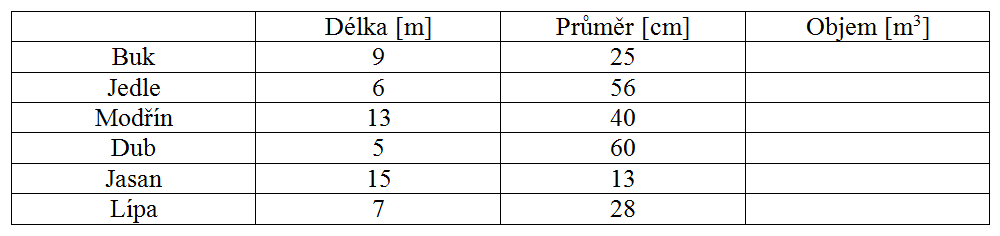 Délka [m] Průměr [cm] Objem [m³]
Buk 9 25
Jedle 6 56
Modřín 13 40
Dub 5 60
Jasan 15 13
Lípa 7 28